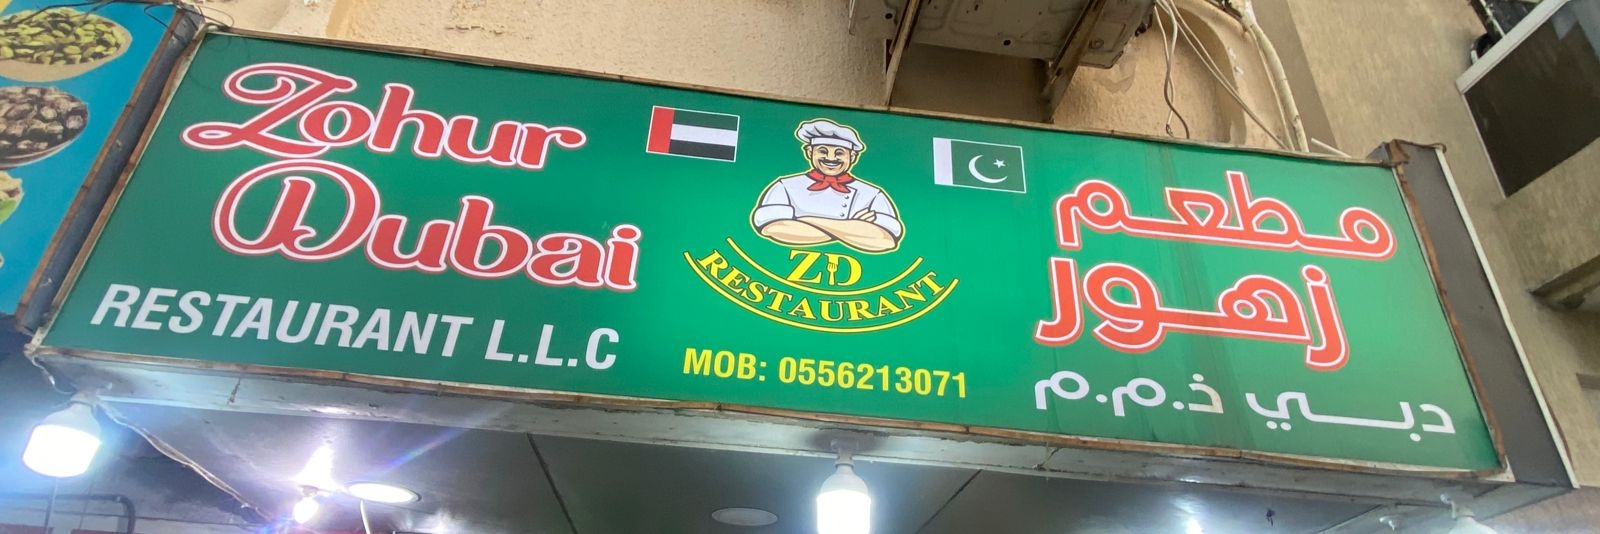 Zohur
Dubai
RESTAURANT L.L.C
ZD
RESTAURANT
MOB: 0556213071
مطعم
زهور
دبي ذ.م.م